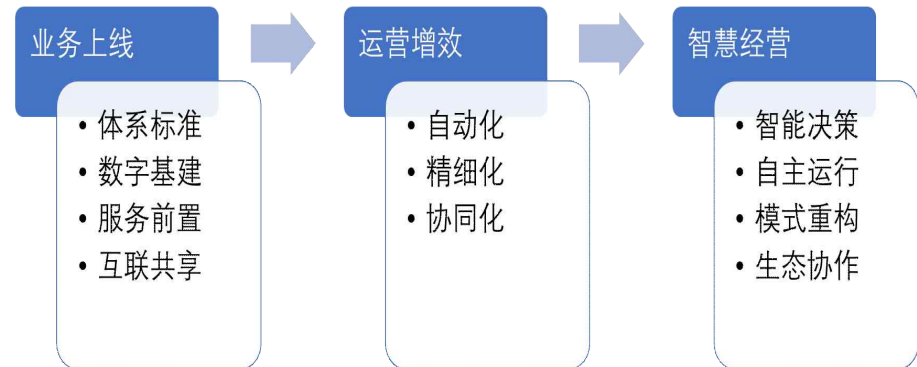 业务上线
• 体系标准
• 数字基建
• 服务前置
• 互联共享
运营增效
• 自动化
• 精细化
• 协同化
智慧经营
• 智能决策
• 自主运行
• 模式重构
• 生态协作